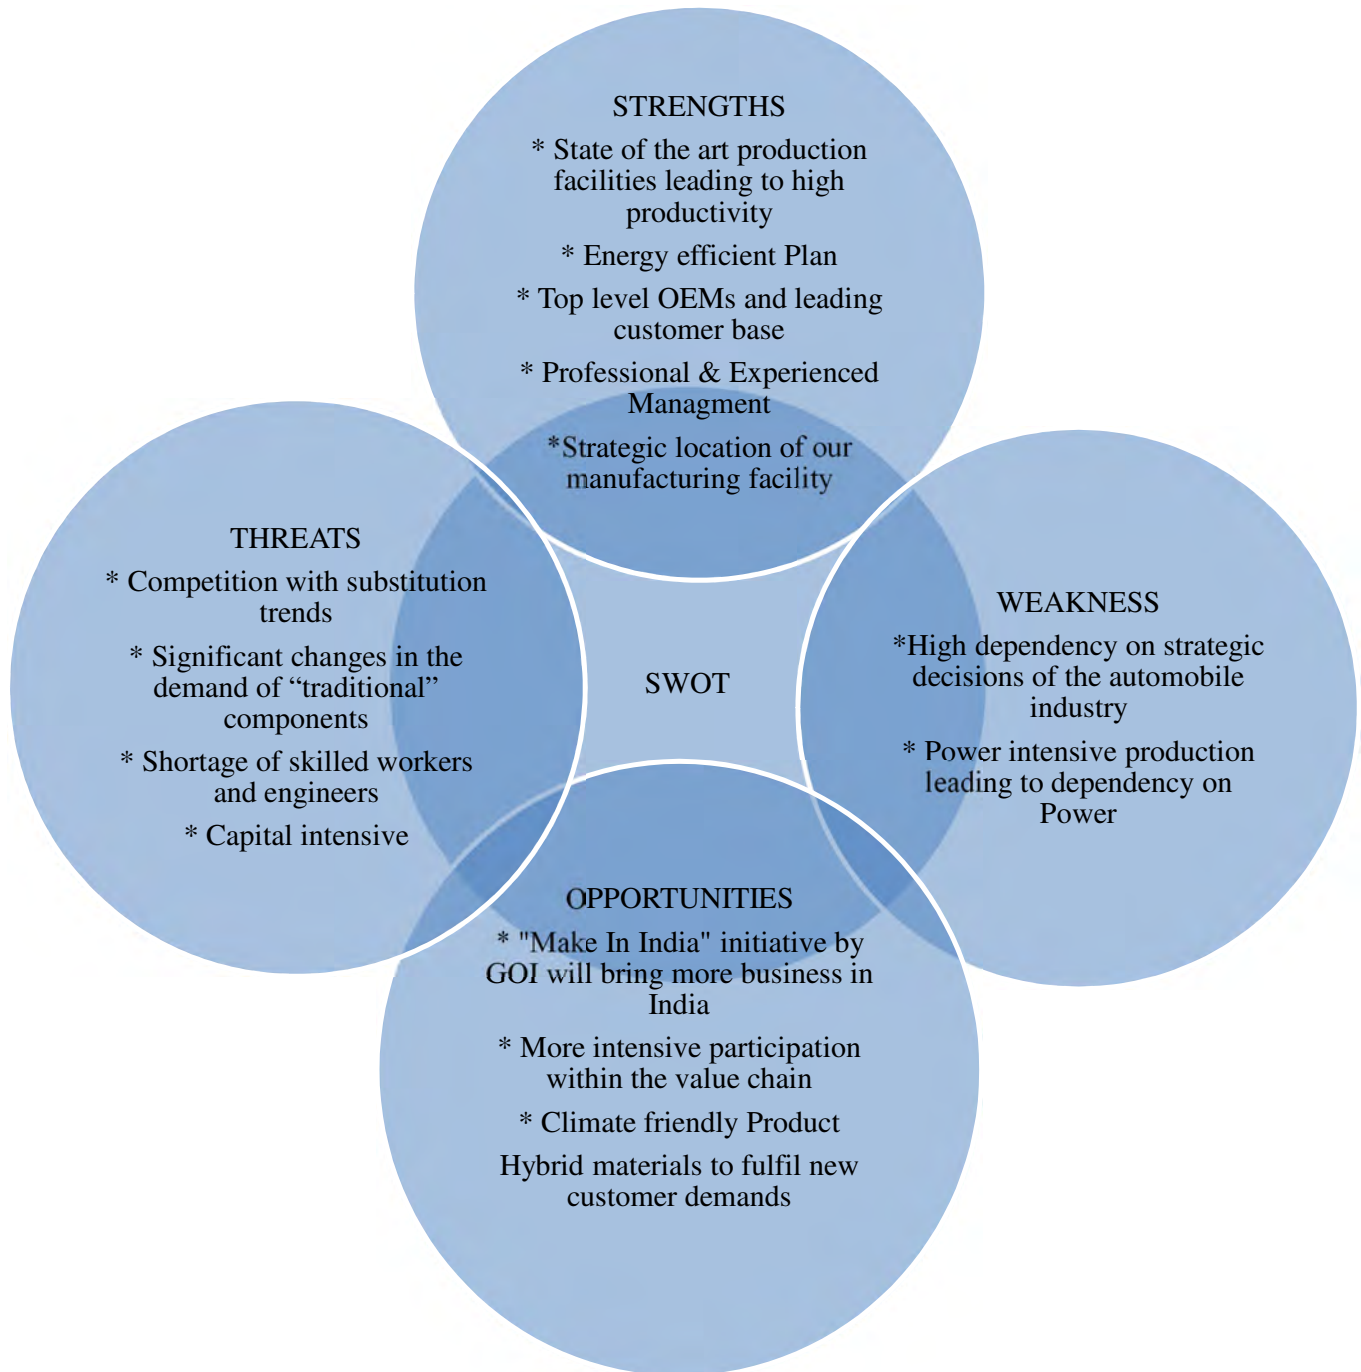 STRENGTHS
* State of the art production
facilities leading to high
productivity
* Energy efficient Plan
* Top level OEMs and leading
customer base
* Professional & Experienced
Managment
*Strategic location of our
manufacturing facility
THREATS
* Competition with substitution
trends
* Significant changes in the
demand of “traditional”
components
* Shortage of skilled workers
and engineers
* Capital intensive
SWOT
WEAKNESS
*High dependency on strategic
decisions of the automobile
industry
* Power intensive production
leading to dependency on
Power
OPPORTUNITIES
* "Make In India" initiative by
GOI will bring more business in
India
* More intensive participation
within the value chain
* Climate friendly Product
Hybrid materials to fulfil new
customer demands